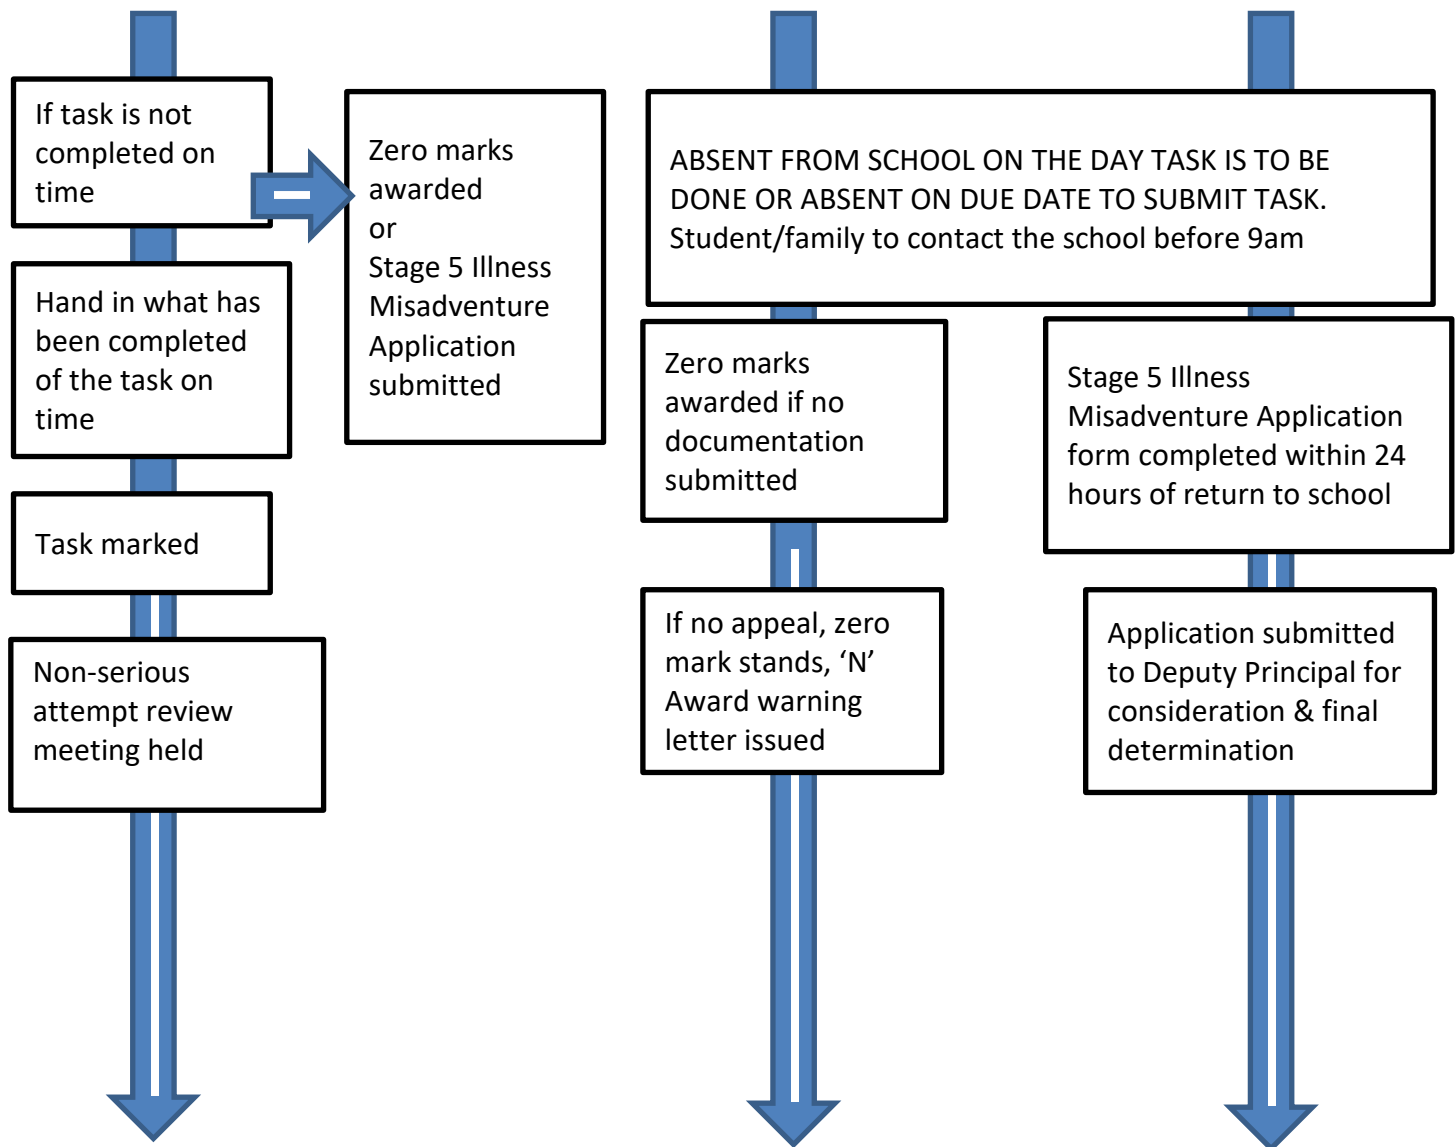 If task is not
completed on
time
Hand in what has
been completed
of the task on
time
Task marked
Non-serious
attempt review
meeting held
Zero marks
awarded
or
Stage 5 Illness
Misadventure
Application
submitted
ABSENT FROM SCHOOL ON THE DAY TASK IS TO BE
DONE OR ABSENT ON DUE DATE TO SUBMIT TASK.
Student/family to contact the school before 9am
Zero marks
awarded if no
documentation
submitted
If no appeal, zero
mark stands, ‘N’
Award warning
letter issued
Stage 5 Illness
Misadventure Application
form completed within 24
hours of return to school
Application submitted
to Deputy Principal for
consideration & final
determination